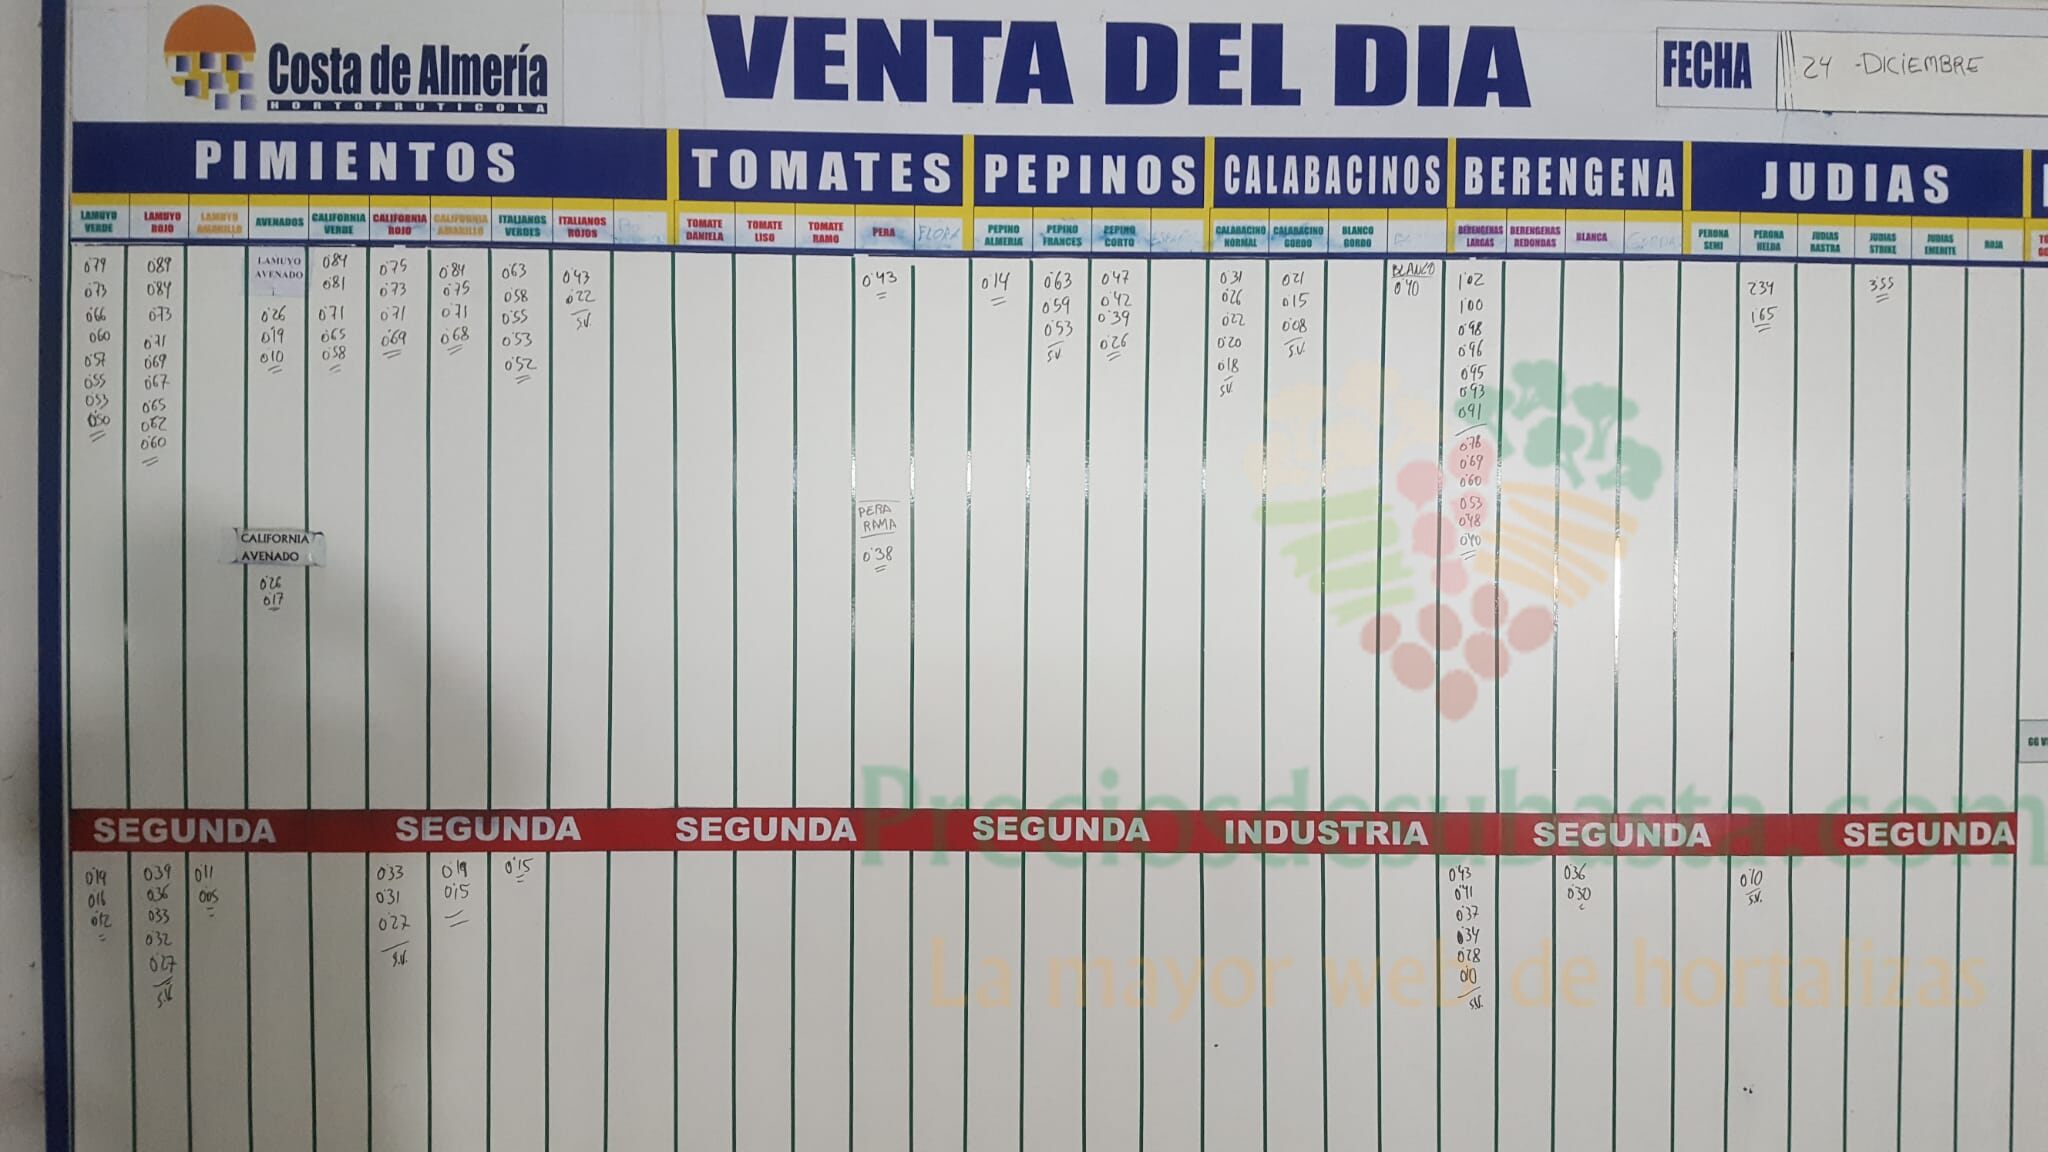 Costa de Almería
HORTOFRUTICOLA
VENTA DEL DIA
FECHA
24 - DICIEMBRE
PIMIENTOS
TOMATES
PEPINOS
CALABACINOS
BERENGENA
JUDIAS
LAMUYO VERDE
LAMUYO ROJO
LAMUYO AMARILLO
AVENADOS
CALIFORNIA VERDE
CALIFORNIA ROJO
CALIFORNIA AMARILLO
ITALIANOS VERDES
ITALIANOS ROJOS
TOMATE DANIELA
TOMATE LISO
TOMATE RAMO
PERA
FLORA
PEPINO ALMERIA
PEPINO FRANCES
PEPINO CORTO
CALABACINO NORMAL
CALABACINO GORDO
BLANCO GORDO
BERENGENAS LARGAS
BERENGENAS REDONDAS
BLANCA
PERONA SEMI
PERONA HELDA
JUDIAS RASTRA
JUDIAS STRIKE
JUDIAS EMERITE
ROJA
0'79
0'73
0'66
0'60
0'57
0'55
0'53
0'50
0'89
0'84
0'73
0'71
0'69
0'67
0'65
0'62
0'60
LAMUYO
AVENADO
0'26
0'19
0'10
CALIFORNIA
AVENADO
0'26
0'17
0'84
0'81
0'71
0'65
0'58
0'75
0'73
0'71
0'69
0'84
0'75
0'71
0'68
0'63
0'58
0'55
0'53
0'52
0'43
0'22
S.V.
0'43
PERA
RAMA
0'38
0'14
0'63
0'59
0'53
SV
0'47
0'42
0'39
0'26
0'31
0'26
0'22
0'20
0'18
SV.
0'21
0'15
0'08
S.V.
BLANCO
0'40
1'02
1'00
0'98
0'96
0'95
0'93
0'91
0'78
0'69
0'60
0'53
0'48
0'40
2'34
1'65
3'55
SEGUNDA
SEGUNDA
SEGUNDA
SEGUNDA
INDUSTRIA
SEGUNDA
SEGUNDA
0'19
0'16
0'12
0'39
0'36
0'33
0'32
0'27
S.V.
0'11
0'05
0'33
0'31
0'27
S.V.
0'19
0'15
0'15
0'43
0'41
0'37
0'34
0'28
0'10
S.V.
0'36
0'30
0'70
S.V.
Preciosdesubasta.com
La mayor web de hortalizas